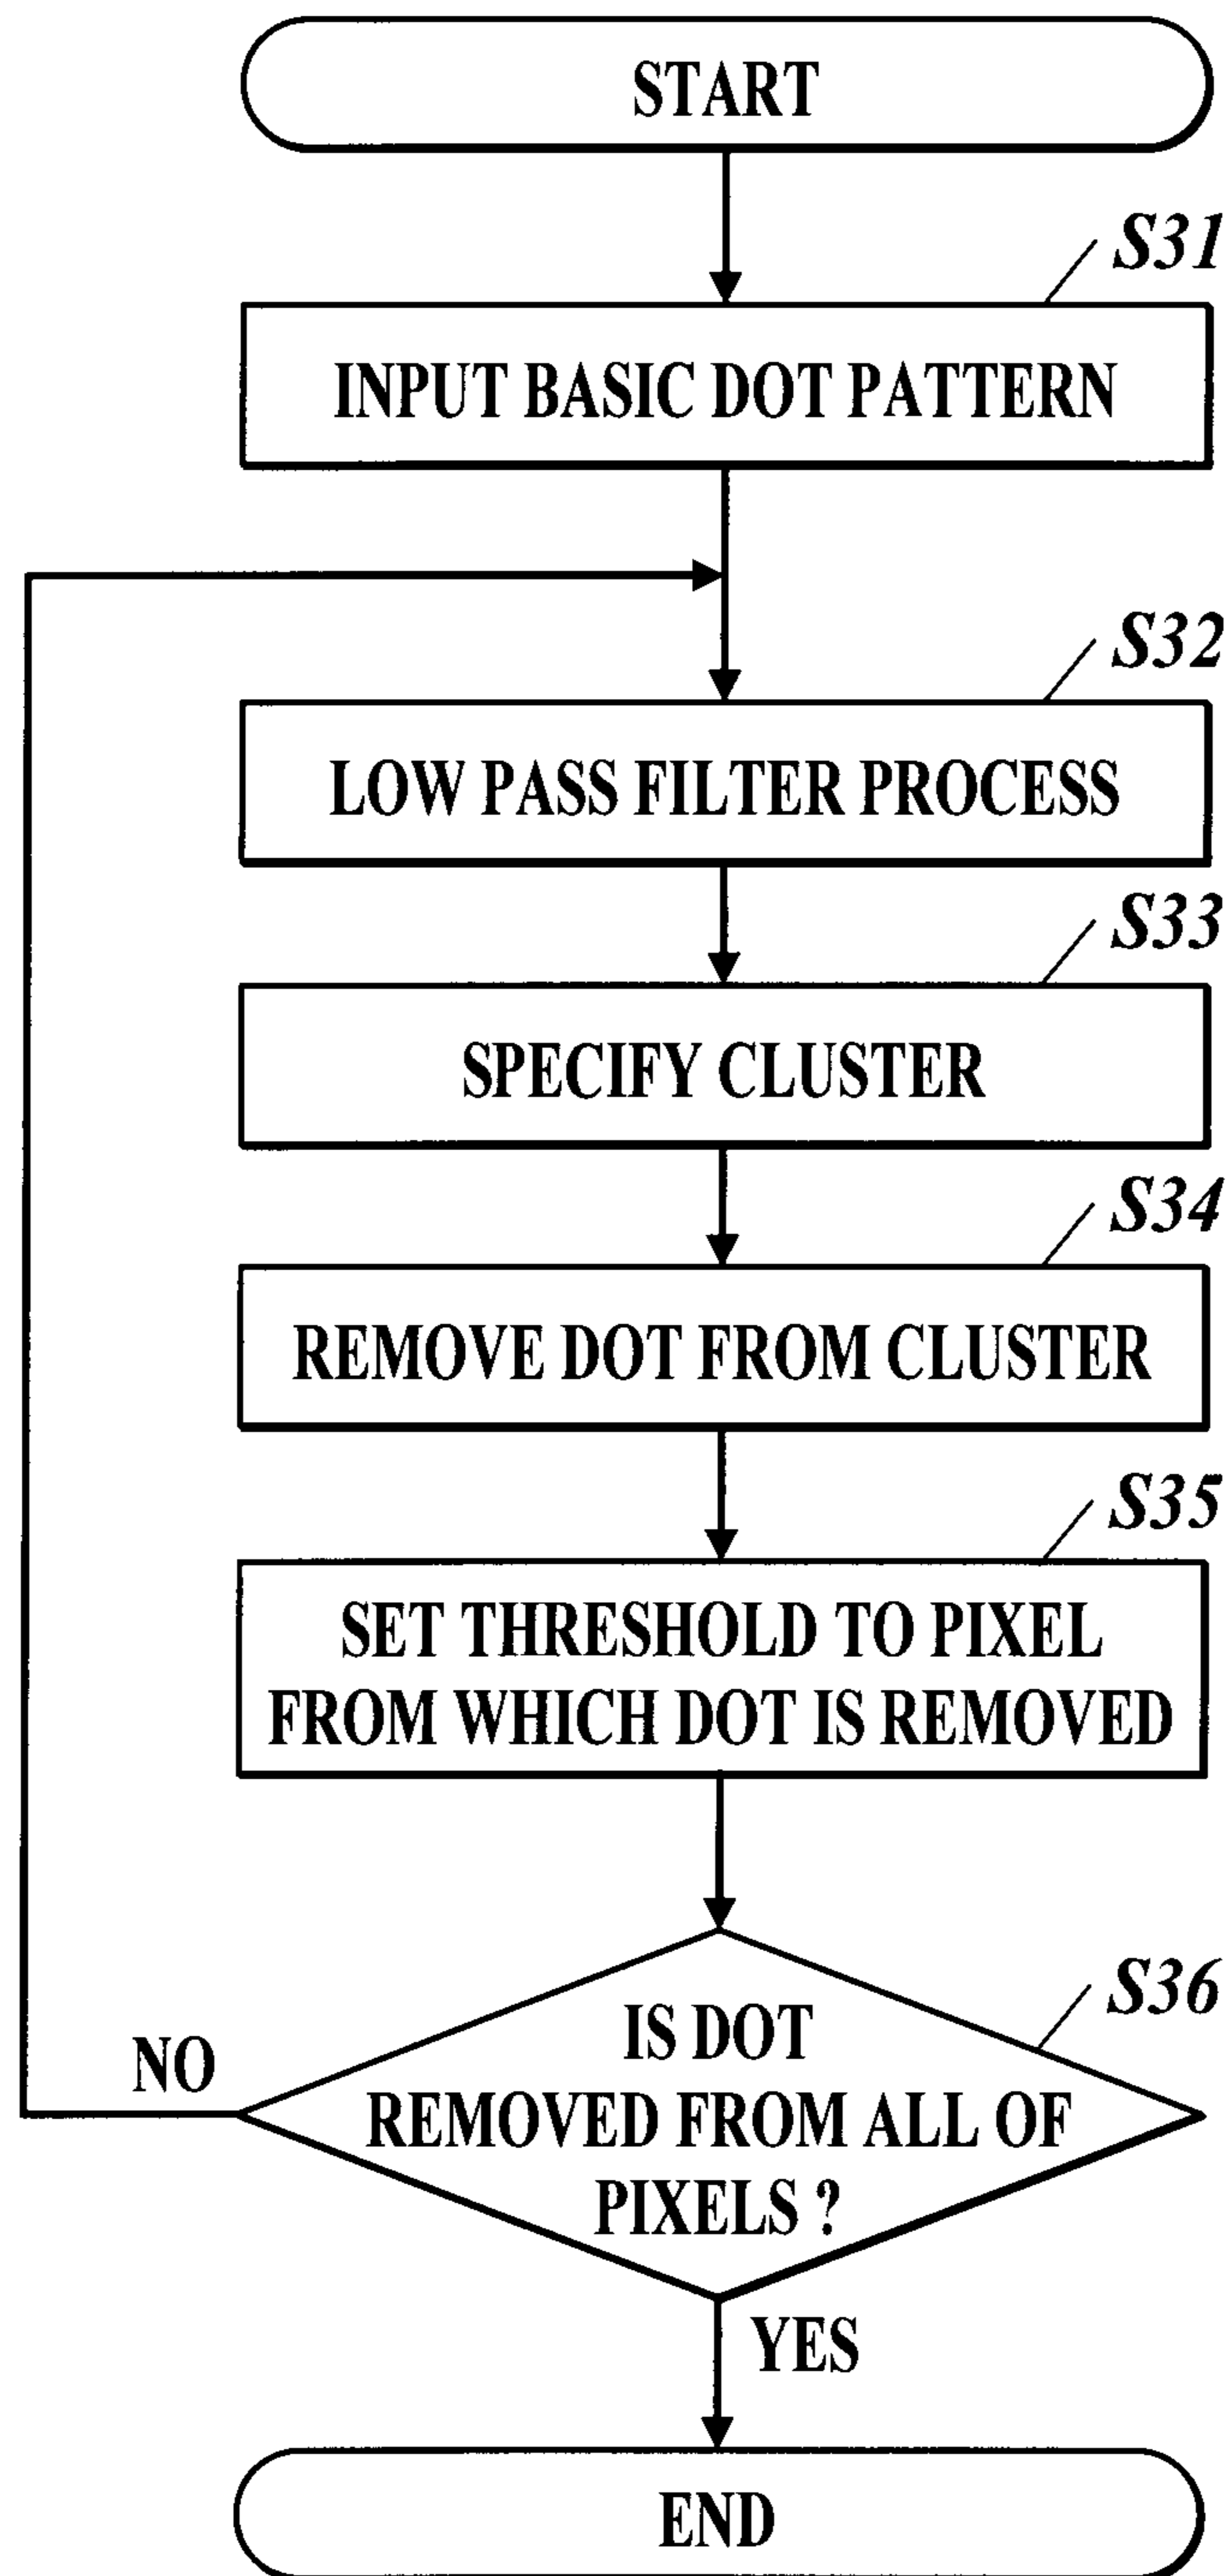 START
S31
INPUT BASIC DOT PATTERN
S32
LOW PASS FILTER PROCESS
S33
SPECIFY CLUSTER
S34
REMOVE DOT FROM CLUSTER
S35
SET THRESHOLD TO PIXEL
FROM WHICH DOT IS REMOVED
S36
IS DOT
REMOVED FROM ALL OF
PIXELS ?
NO
YES
END